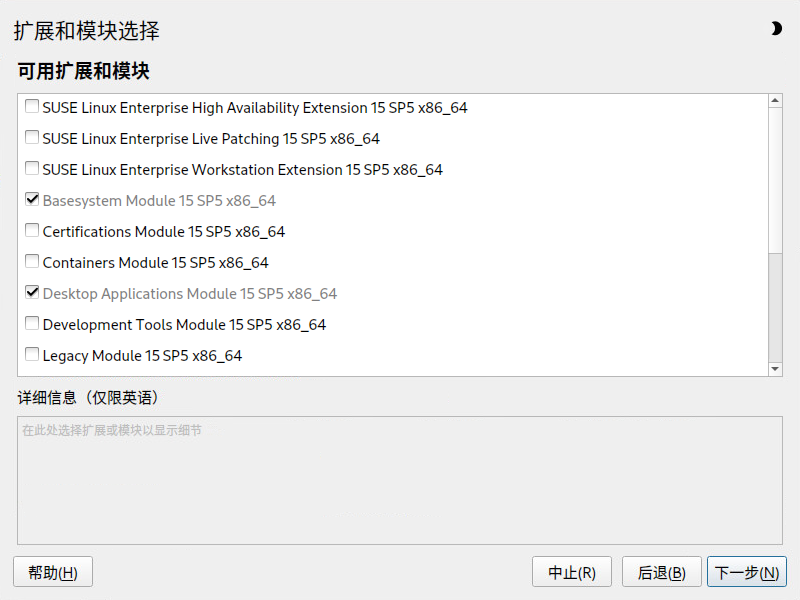 扩展和模块选择
可用扩展和模块
SUSE Linux Enterprise High Availability Extension 15 SP5 x86_64
SUSE Linux Enterprise Live Patching 15 SP5 x86_64
SUSE Linux Enterprise Workstation Extension 15 SP5 x86_64
Basesystem Module 15 SP5 x86_64
Certifications Module 15 SP5 x86_64
Containers Module 15 SP5 x86_64
Desktop Applications Module 15 SP5 x86_64
Development Tools Module 15 SP5 x86_64
Legacy Module 15 SP5 x86_64
详细信息（仅限英语）
在此处选择扩展或模块以显示细节
帮助(H) 中止(R) 后退(B) 下一步(N)